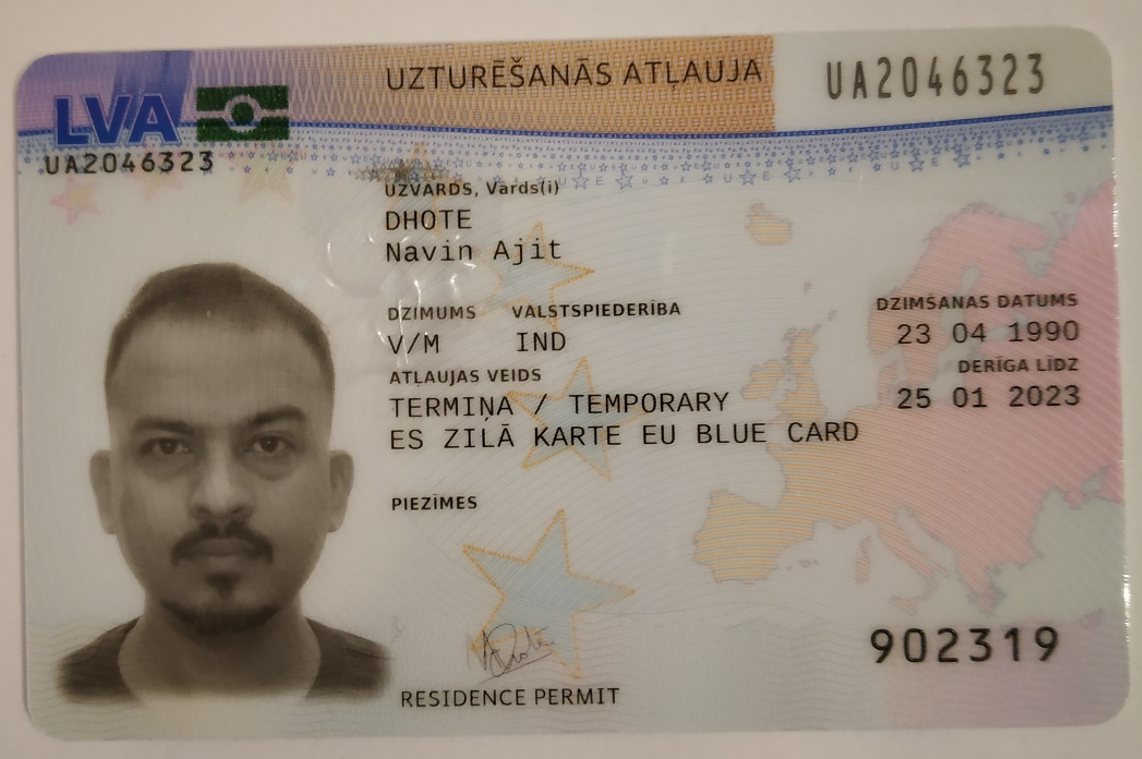 UZTURĒŠANĀS ATĻAUJA
UA2046323
LVA
UA2046323
UZVĀRDS, Vārds(i)
DHOTE
Navin Ajit
DZIMUMS VALSTSPIEDERĪBA
V/M IND
DZIMŠANAS DATUMS
23 04 1990
ATĻAUJAS VEIDS
DERĪGA LĪDZ
TERMIŅA / TEMPORARY
25 01 2023
ES ZILĀ KARTE EU BLUE CARD
PIEZĪMES
902319
RESIDENCE PERMIT